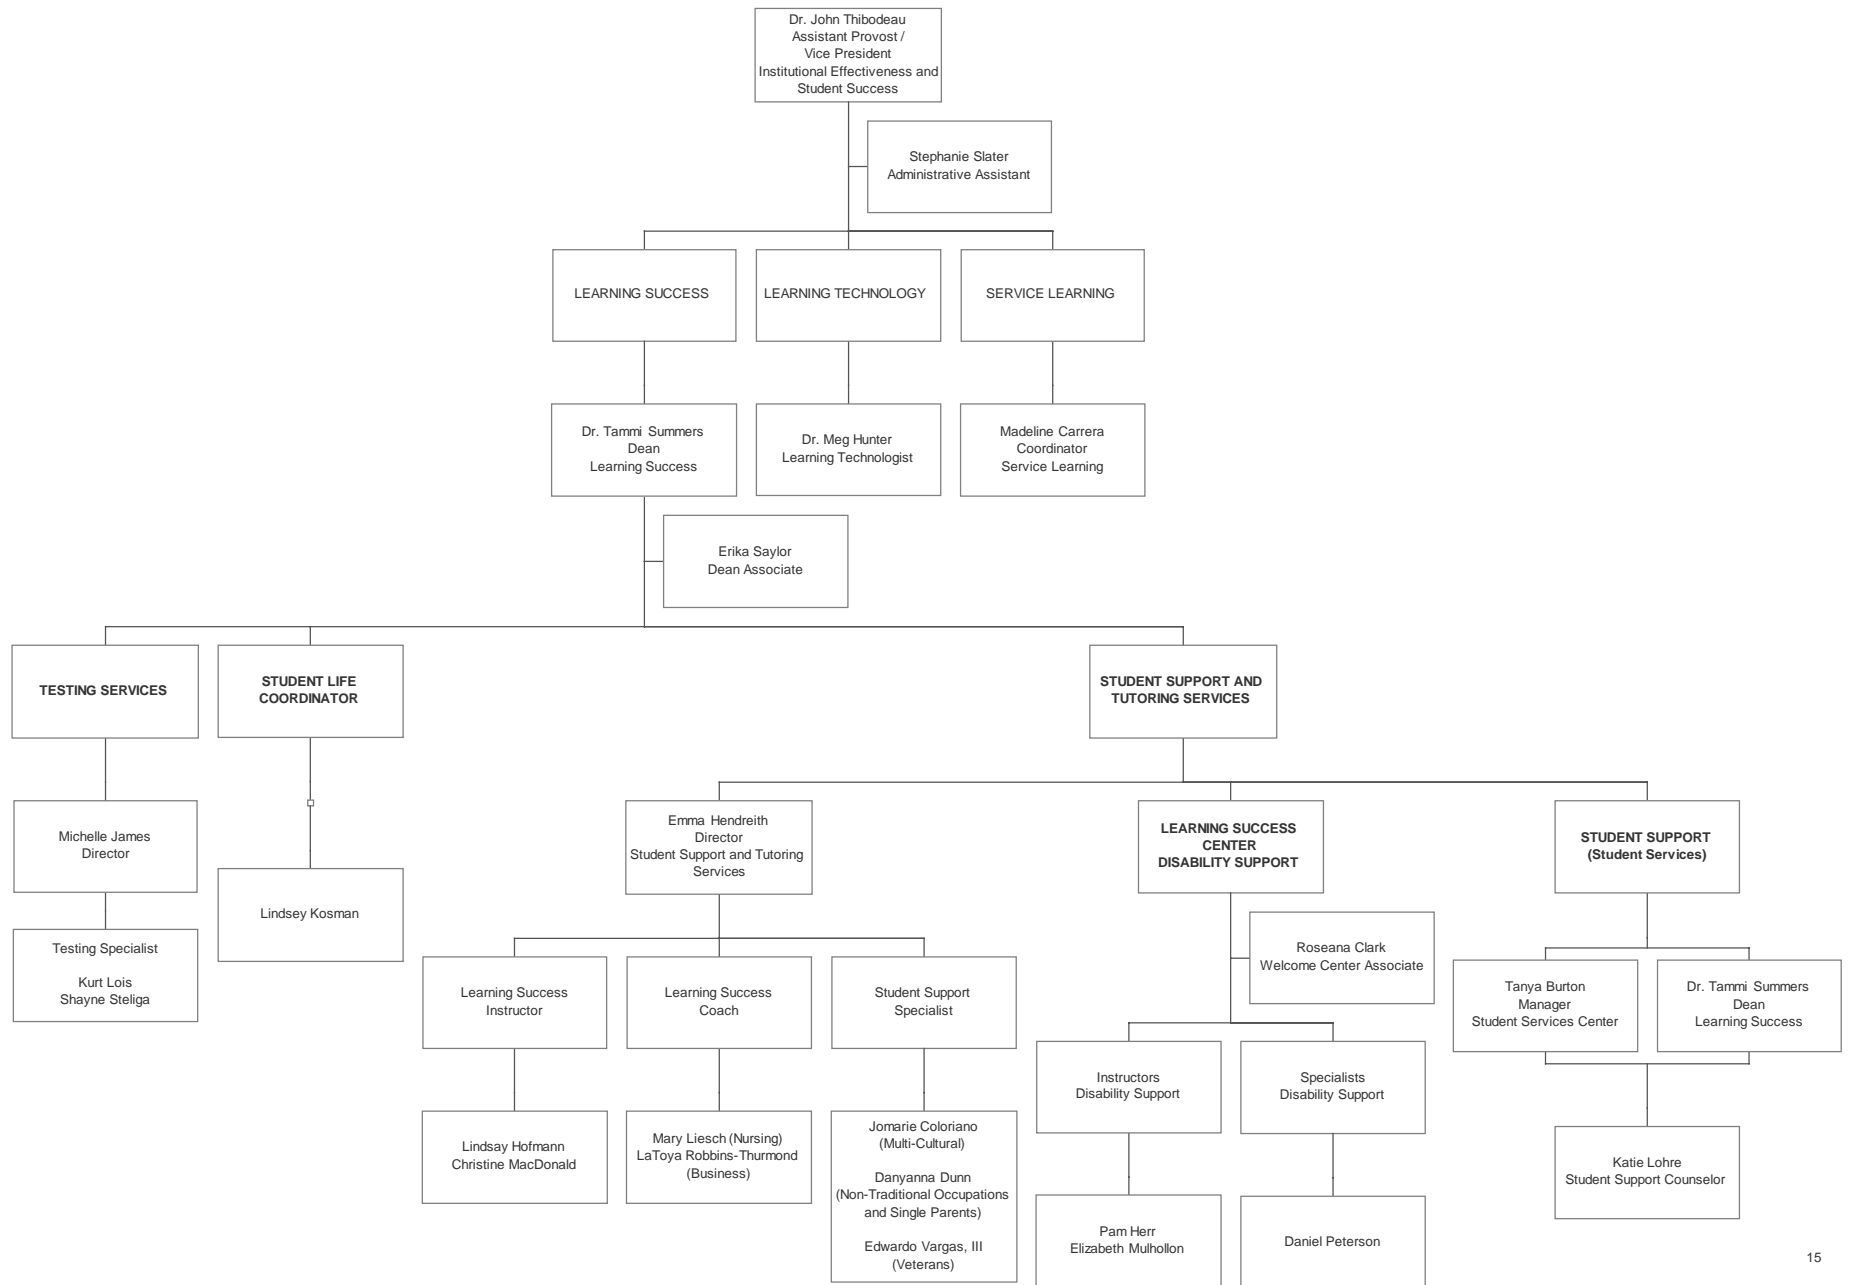 Dr. John Thibodeau
Assistant Provost /
Vice President
Institutional Effectiveness and
Student Success
Stephanie Slater
Administrative Assistant
LEARNING SUCCESS
LEARNING TECHNOLOGY
SERVICE LEARNING
Dr. Tammi Summers
Dean
Learning Success
Dr. Meg Hunter
Learning Technologist
Madeline Carrera
Coordinator
Service Learning
Erika Saylor
Dean Associate
TESTING SERVICES
STUDENT LIFE
COORDINATOR
STUDENT SUPPORT AND
TUTORING SERVICES
Michelle James
Director
Testing Specialist
Kurt Lois
Shayne Steliga
Lindsey Kosman
Emma Hendreith
Director
Student Support and Tutoring
Services
LEARNING SUCCESS
CENTER
DISABILITY SUPPORT
STUDENT SUPPORT
(Student Services)
Roseana Clark
Welcome Center Associate
Learning Success
Instructor
Learning Success
Coach
Student Support
Specialist
Tanya Burton
Manager
Student Services Center
Dr. Tammi Summers
Dean
Learning Success
Instructors
Disability Support
Specialists
Disability Support
Lindsay Hofmann
Christine MacDonald
Mary Liesch (Nursing)
LaToya Robbins-Thurmond
(Business)
Jomarie Coloriano
(Multi-Cultural)
Danyanna Dunn
(Non-Traditional Occupations
and Single Parents)
Edwardo Vargas, III
(Veterans)
Pam Herr
Elizabeth Mulhollon
Daniel Peterson
Katie Lohre
Student Support Counselor
15